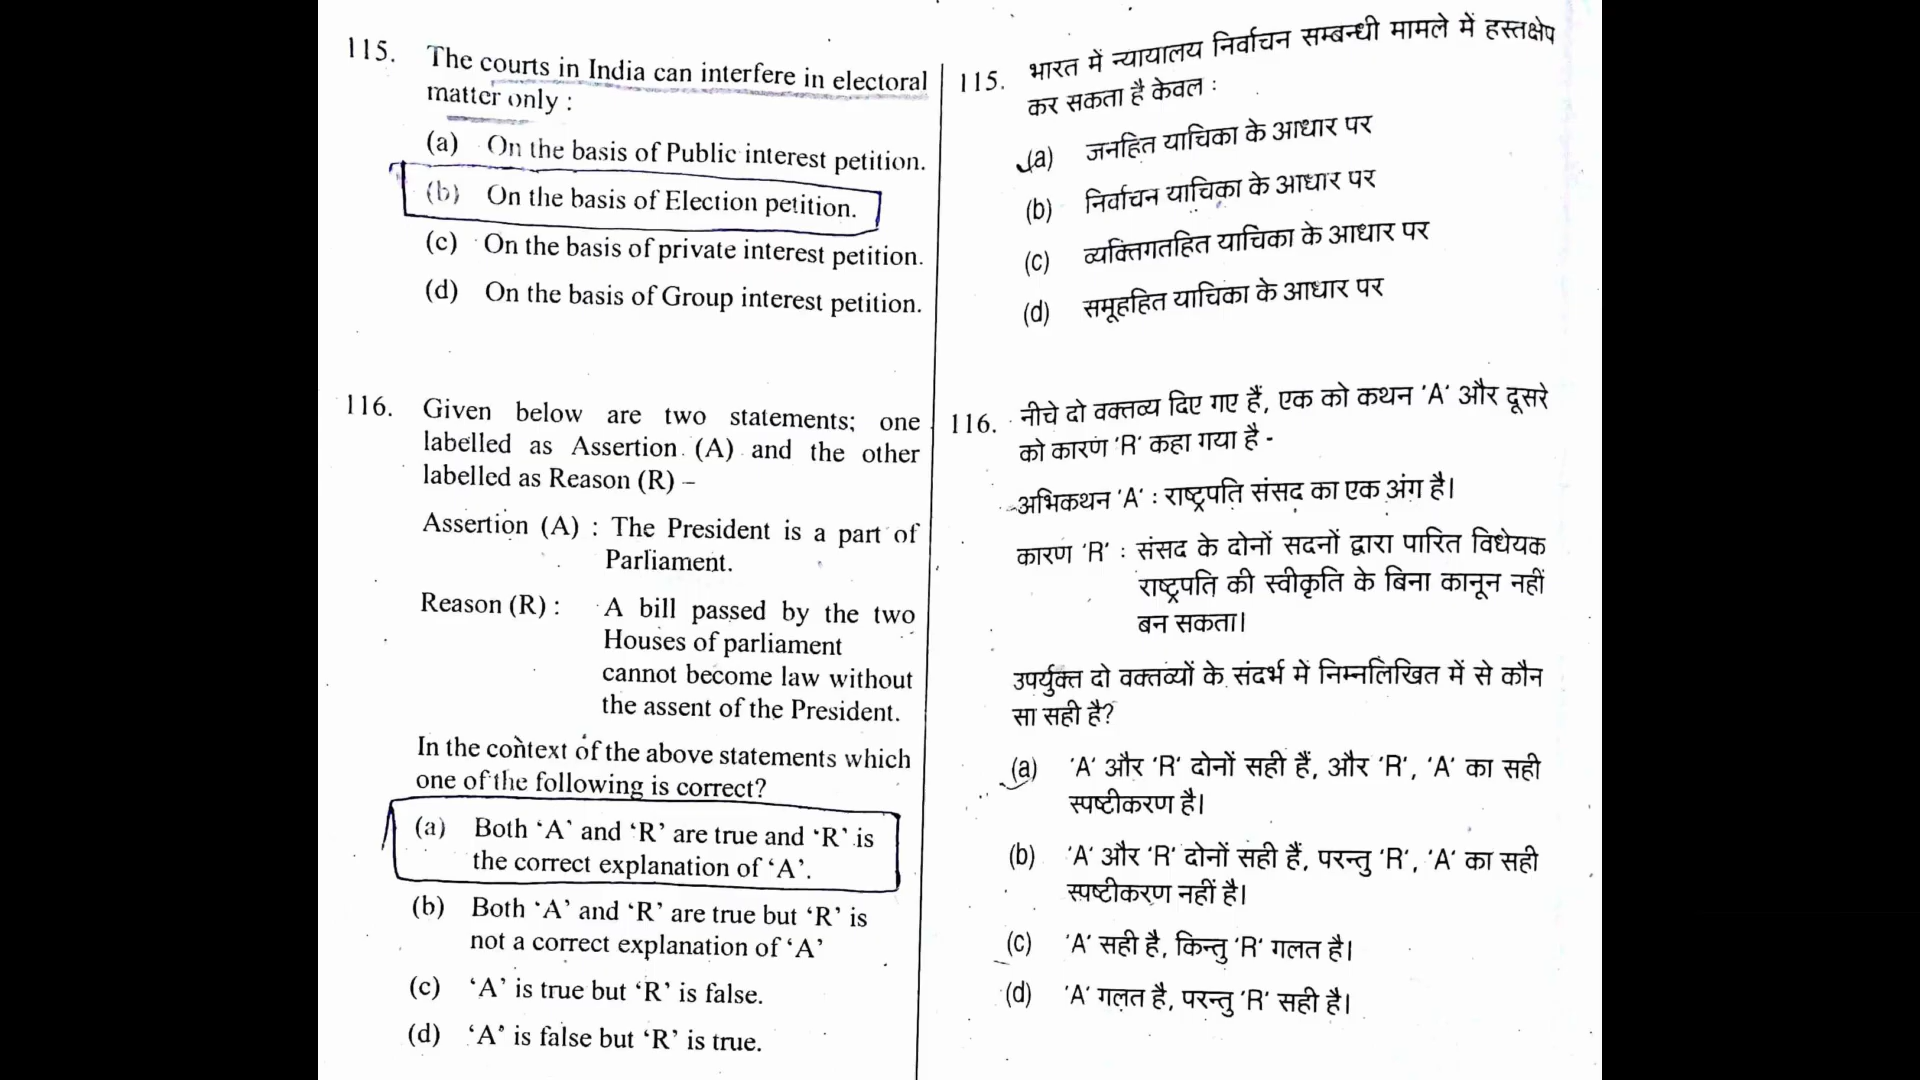 115. The courts in India can interfere in electoral
matter only :
(a) On the basis of Public interest petition.
(b) On the basis of Election petition.
(c) On the basis of private interest petition.
(d) On the basis of Group interest petition.
116. Given below are two statements; one
labelled as Assertion (A) and the other
labelled as Reason (R) –
Assertion (A) : The President is a part of
Parliament.
Reason (R) : A bill passed by the two
Houses of parliament
cannot become law without
the assent of the President.
In the context of the above statements which
one of the following is correct?
(a) Both ‘A’ and ‘R’ are true and ‘R’ is
the correct explanation of ‘A’.
(b) Both ‘A’ and ‘R’ are true but ‘R’ is
not a correct explanation of ‘A’
(c) ‘A’ is true but ‘R’ is false.
(d) ‘A’ is false but ‘R’ is true.
115. भारत में न्यायालय निर्वाचन सम्बन्धी मामले में हस्तक्षेप
कर सकता है केवल :
(a) जनहित याचिका के आधार पर
(b) निर्वाचन याचिका के आधार पर
(c) व्यक्तिगतहित याचिका के आधार पर
(d) समूहहित याचिका के आधार पर
116. नीचे दो वक्तव्य दिए गए हैं, एक को कथन 'A' और दूसरे
को कारण 'R' कहा गया है -
अभिकथन 'A' : राष्ट्रपति संसद का एक अंग है।
कारण 'R' : संसद के दोनों सदनों द्वारा पारित विधेयक
राष्ट्रपति की स्वीकृति के बिना कानून नहीं
बन सकता।
उपर्युक्त दो वक्तव्यों के संदर्भ में निम्नलिखित में से कौन
सा सही है?
(a) 'A' और 'R' दोनों सही हैं, और 'R', 'A' का सही
स्पष्टीकरण है।
(b) 'A' और 'R' दोनों सही हैं, परन्तु 'R', 'A' का सही
स्पष्टीकरण नहीं है।
(c) 'A' सही है, किन्तु 'R' गलत है।
(d) 'A' गलत है, परन्तु 'R' सही है।